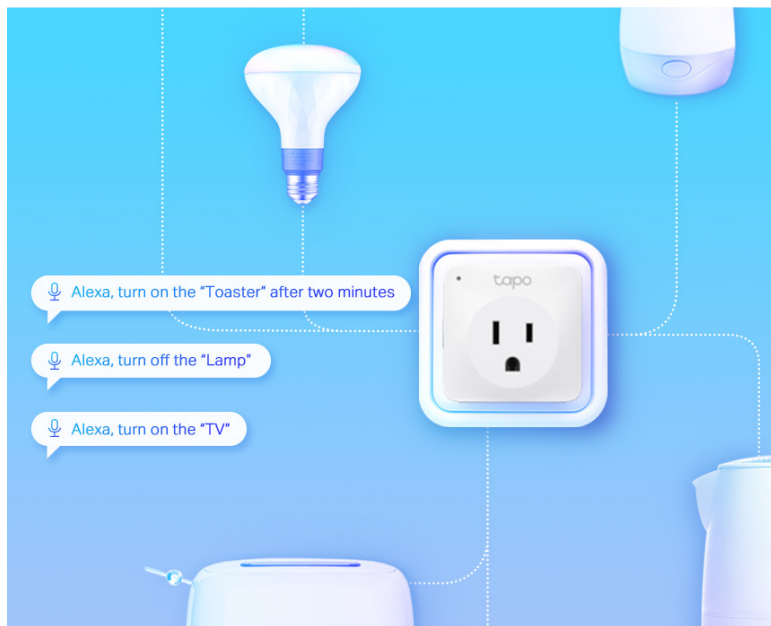 tapo
Alexa, turn on the “Toaster” after two minutes
Alexa, turn off the “Lamp”
Alexa, turn on the “TV”